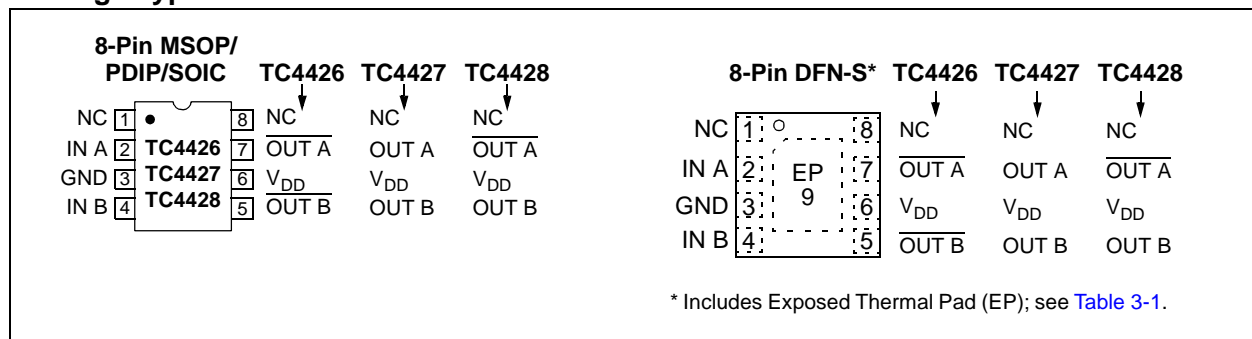 8-Pin MSOP/
PDIP/SOIC TC4426 TC4427 TC4428
NC 1 8 NC NC NC
IN A 2 TC4426 7 OUT A OUT A OUT A
GND 3 TC4427 6 VDD VDD VDD
IN B 4 TC4428 5 OUT B OUT B OUT B
8-Pin DFN-S* TC4426 TC4427 TC4428
NC 1 8 NC NC NC
IN A 2 EP 7 OUT A OUT A OUT A
GND 3 9 6 VDD VDD VDD
IN B 4 5 OUT B OUT B OUT B
* Includes Exposed Thermal Pad (EP); see Table 3-1.